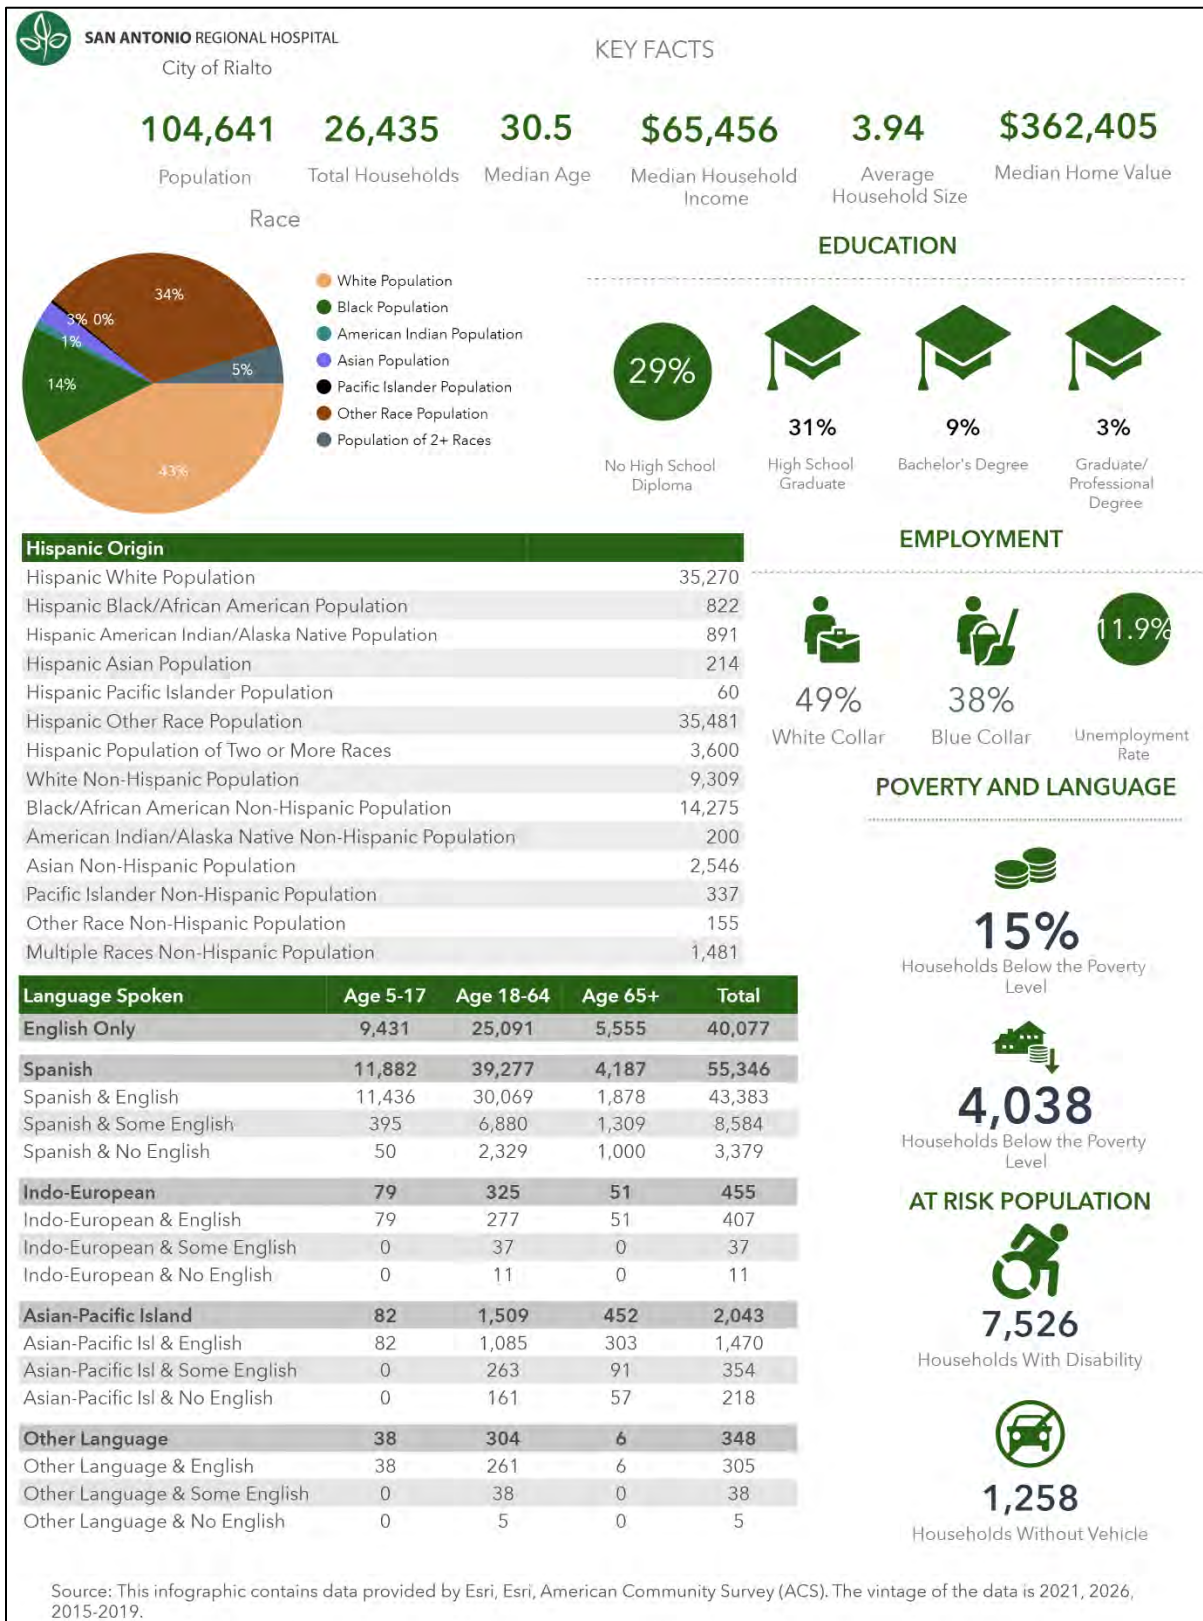 SAN ANTONIO REGIONAL HOSPITAL
City of Rialto
KEY FACTS
104,641
Population
26,435
Total Households
30.5
Median Age
$65,456
Median Household
Income
3.94
Average
Household Size
$362,405
Median Home Value
Race
34%
3% 0%
1%
14%
5%
43%
White Population
Black Population
American Indian Population
Asian Population
Pacific Islander Population
Other Race Population
Population of 2+ Races
EDUCATION
29%
No High School
Diploma
31%
High School
Graduate
9%
Bachelor's Degree
3%
Graduate/
Professional
Degree
Hispanic Origin
Hispanic White Population 35,270
Hispanic Black/African American Population 822
Hispanic American Indian/Alaska Native Population 891
Hispanic Asian Population 214
Hispanic Pacific Islander Population 60
Hispanic Other Race Population 35,481
Hispanic Population of Two or More Races 3,600
White Non-Hispanic Population 9,309
Black/African American Non-Hispanic Population 14,275
American Indian/Alaska Native Non-Hispanic Population 200
Asian Non-Hispanic Population 2,546
Pacific Islander Non-Hispanic Population 337
Other Race Non-Hispanic Population 155
Multiple Races Non-Hispanic Population 1,481
EMPLOYMENT
49%
White Collar
38%
Blue Collar
11.9%
Unemployment
Rate
POVERTY AND LANGUAGE
15%
Households Below the Poverty
Level
4,038
Households Below the Poverty
Level
AT RISK POPULATION
7,526
Households With Disability
1,258
Households Without Vehicle
Language Spoken Age 5-17 Age 18-64 Age 65+ Total
English Only 9,431 25,091 5,555 40,077
Spanish 11,882 39,277 4,187 55,346
Spanish & English 11,436 30,069 1,878 43,383
Spanish & Some English 395 6,880 1,309 8,584
Spanish & No English 50 2,329 1,000 3,379
Indo-European 79 325 51 455
Indo-European & English 79 277 51 407
Indo-European & Some English 0 37 0 37
Indo-European & No English 0 11 0 11
Asian-Pacific Island 82 1,509 452 2,043
Asian-Pacific Isl & English 82 1,085 303 1,470
Asian-Pacific Isl & Some English 0 263 91 354
Asian-Pacific Isl & No English 0 161 57 218
Other Language 38 304 6 348
Other Language & English 38 261 6 305
Other Language & Some English 0 38 0 38
Other Language & No English 0 5 0 5
Source: This infographic contains data provided by Esri, Esri, American Community Survey (ACS). The vintage of the data is 2021, 2026,
2015-2019.